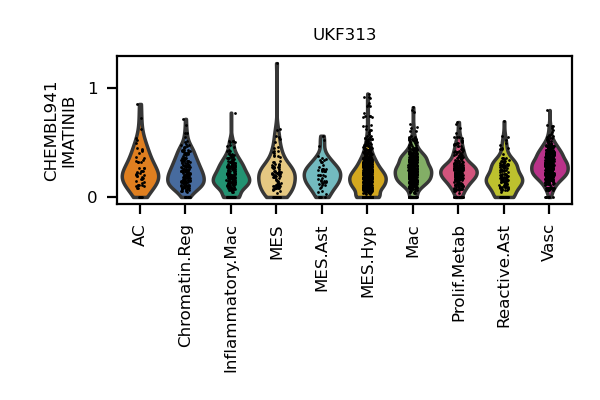 UKF313
CHEMBL941
IMATINIB
1
0
AC
Chromatin.Reg
Inflammatory.Mac
MES
MES.Ast
MES.Hyp
Mac
Prolif.Metab
Reactive.Ast
Vasc